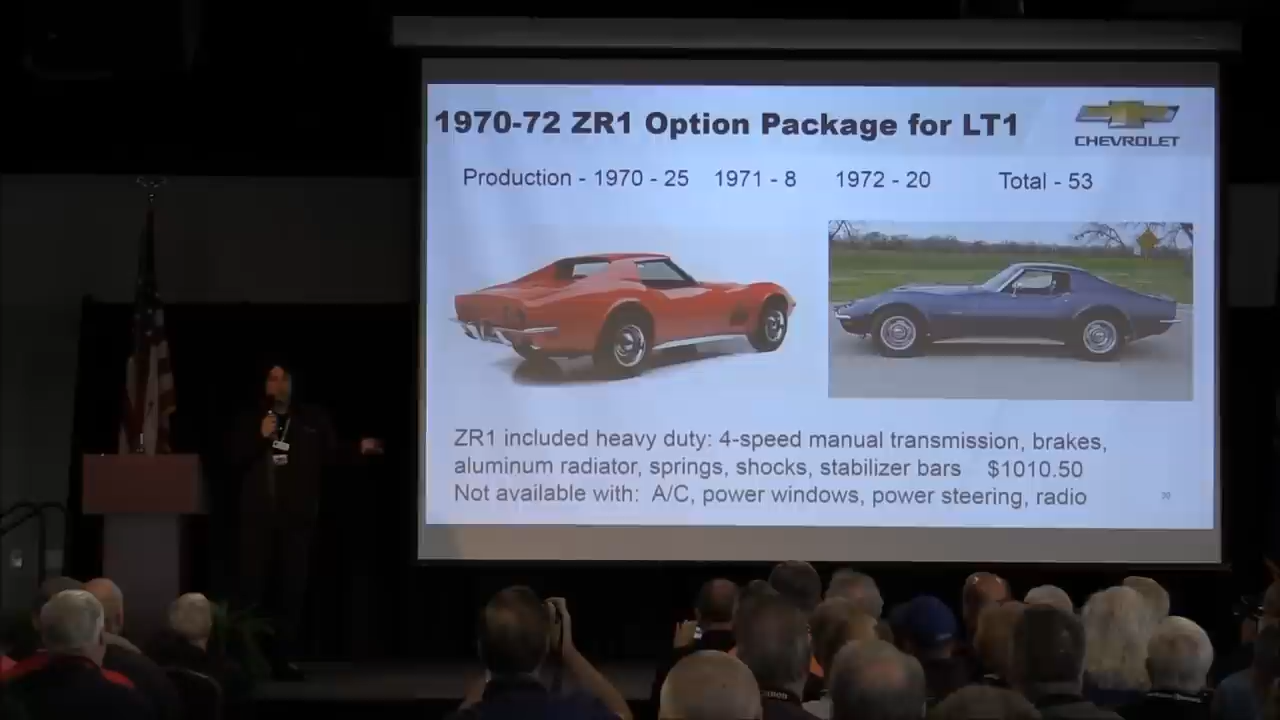 1970-72 ZR1 Option Package for LT1
CHEVROLET
Production - 1970 - 25 1971 - 8 1972 - 20 Total - 53
ZR1 included heavy duty: 4-speed manual transmission, brakes,
aluminum radiator, springs, shocks, stabilizer bars $1010.50
Not available with: A/C, power windows, power steering, radio